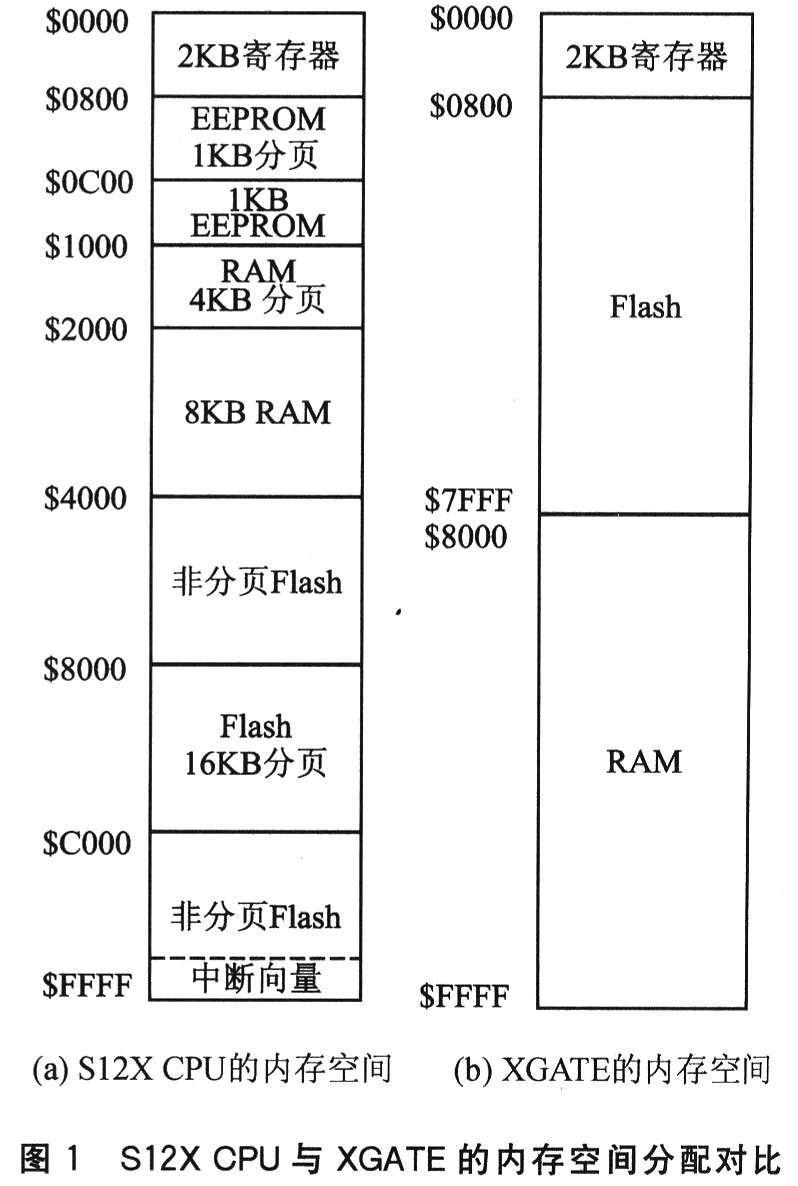 $0000
2KB寄存器
$0800
EEPROM
1KB分页
$0C00
1KB
EEPROM
$1000
RAM
4KB 分页
$2000
8KB RAM
$4000
非分页Flash
$8000
Flash
16KB分页
$C000
非分页Flash
中断向量
$FFFF
(a) S12X CPU的内存空间
$0000
2KB寄存器
$0800
Flash
$7FFF
$8000
RAM
$FFFF
(b) XGATE的内存空间
图 1 S12X CPU 与 XGATE 的内存空间分配对比